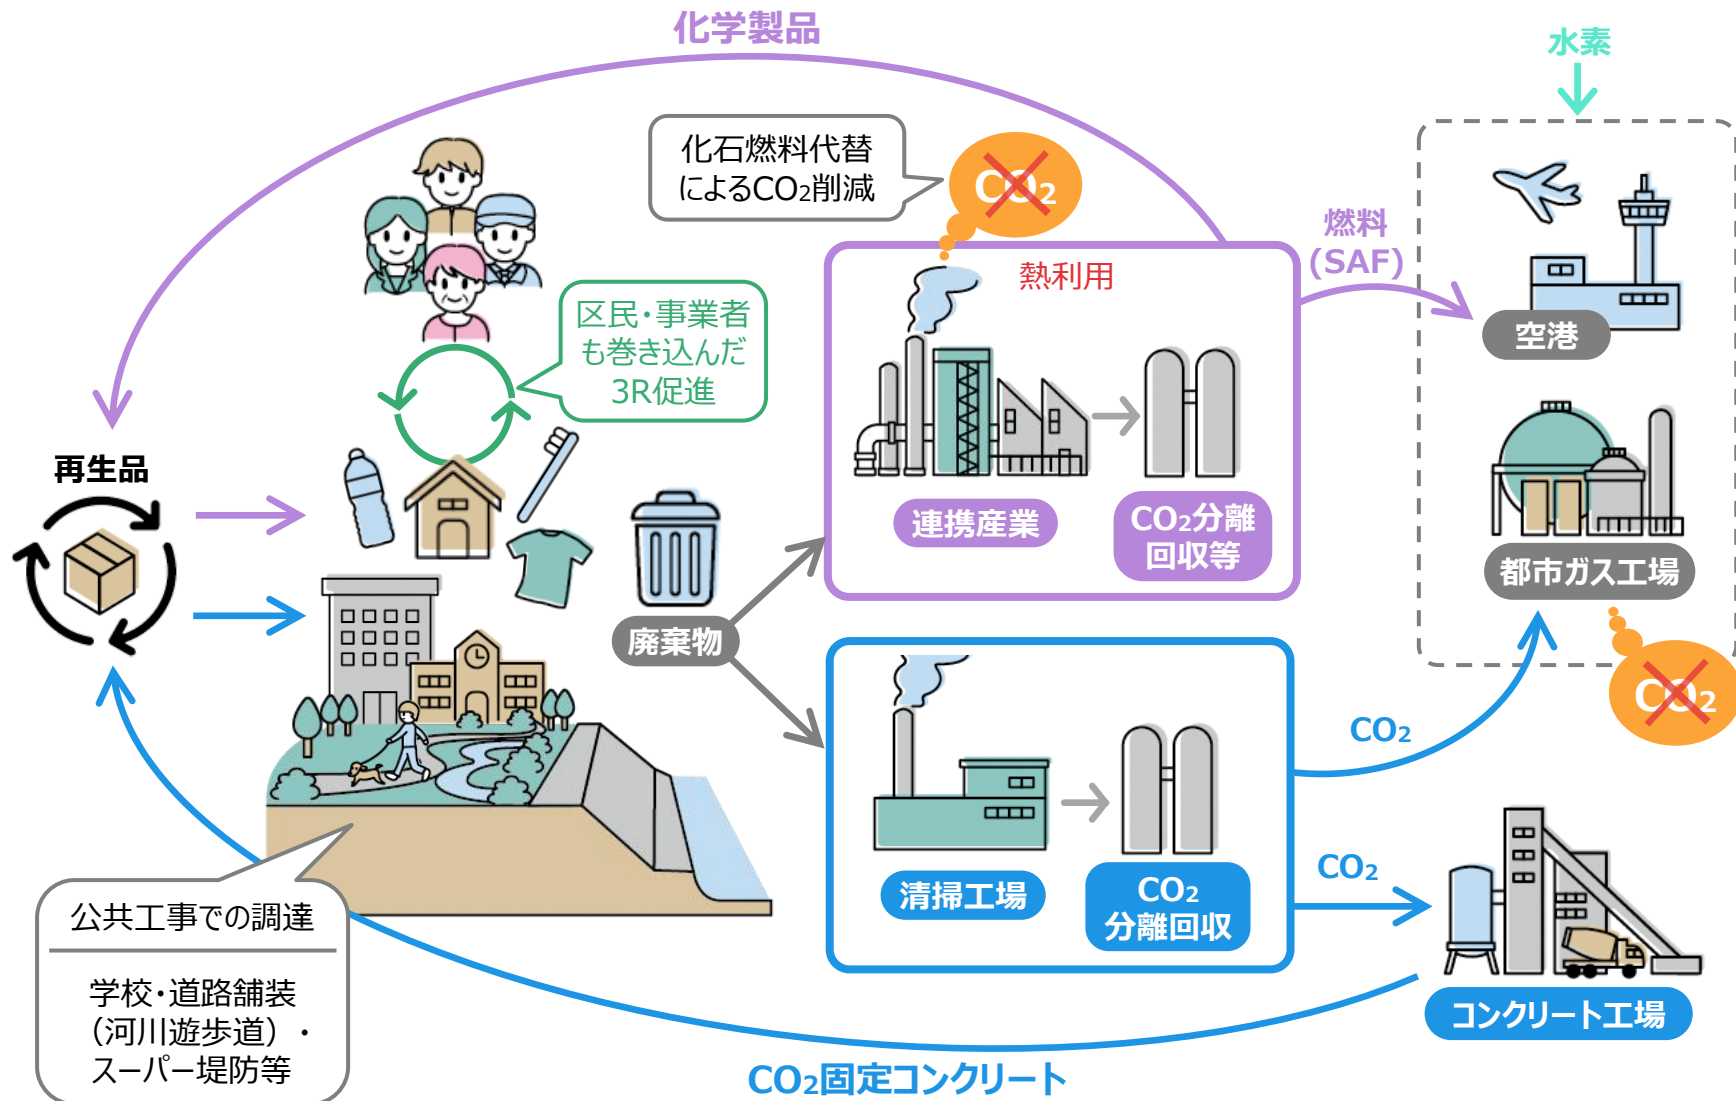 化学製品
水素
化石燃料代替
によるCO₂削減
CO₂
燃料
(SAF)
熱利用
空港
区民・事業者
も巻き込んだ
3R促進
再生品
連携産業
CO₂分離
回収等
都市ガス工場
廃棄物
CO₂
CO₂
清掃工場
CO₂
分離回収
CO₂
コンクリート工場
公共工事での調達
学校・道路舗装
(河川遊歩道)・
スーパー堤防等
CO₂固定コンクリート